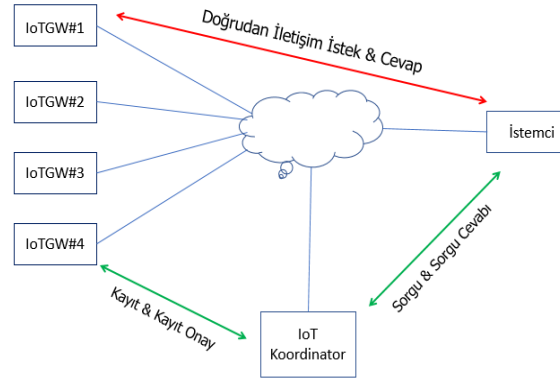 IoTGW#1
Doğrudan İletişim İstek & Cevap
IoTGW#2
İstemci
IoTGW#3
IoTGW#4
Sorgu & Sorgu Cevabı
Kayıt & Kayıt Onay
IoT
Koordinator